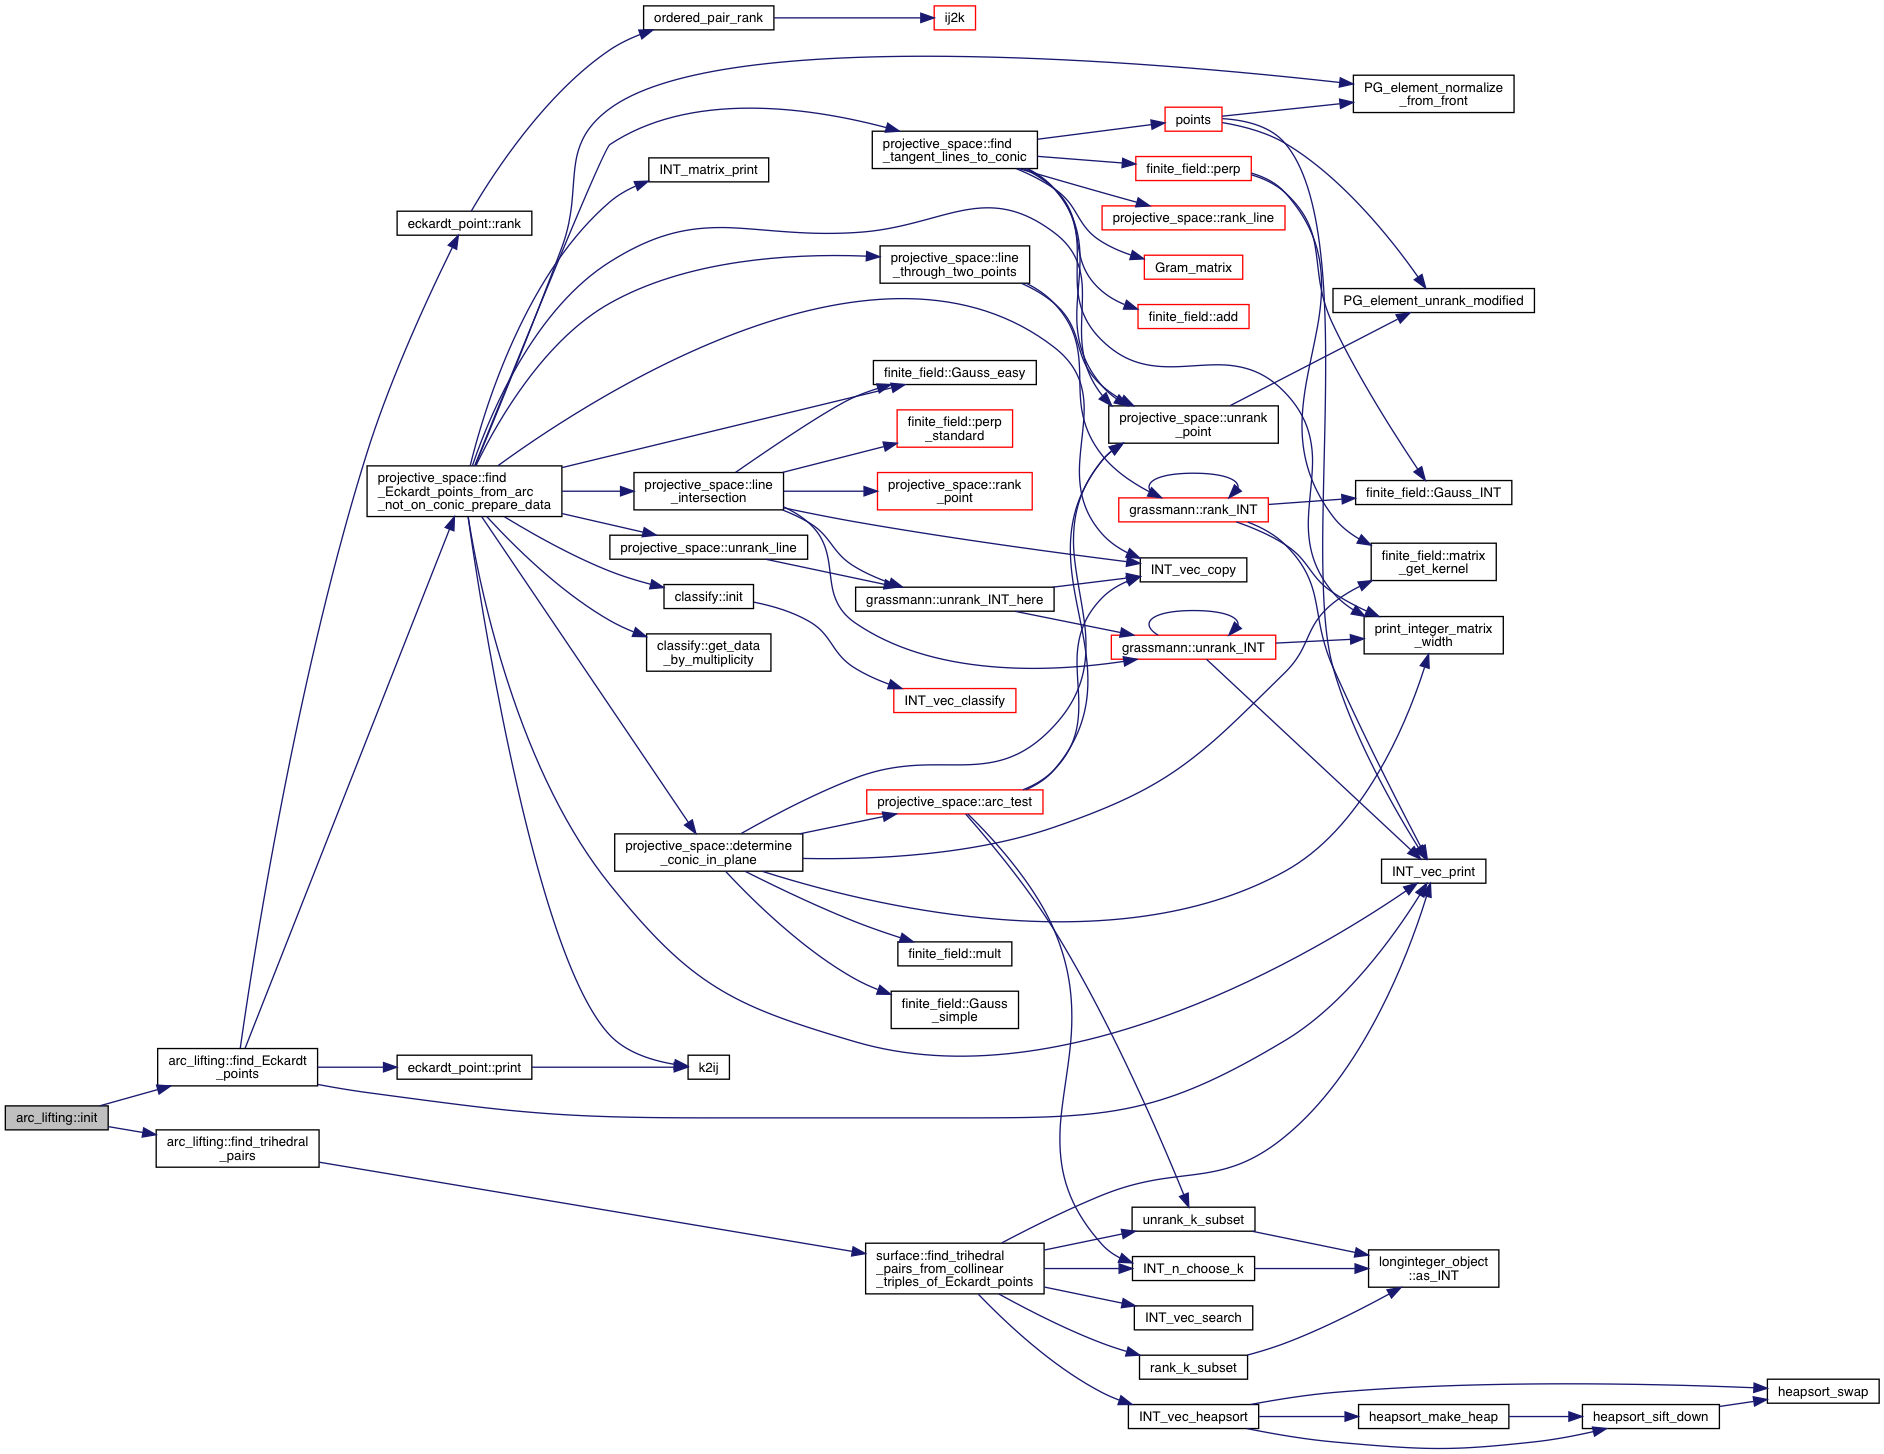 ordered_pair_rank
ij2k
PG_element_normalize
_from_front
points
projective_space::find
_tangent_lines_to_conic
INT_matrix_print
finite_field::perp
projective_space::rank_line
eckardt_point::rank
projective_space::line
_through_two_points
Gram_matrix
PG_element_unrank_modified
finite_field::add
finite_field::Gauss_easy
projective_space::unrank
_point
finite_field::perp
_standard
projective_space::find
_Eckardt_points_from_arc
_not_on_conic_prepare_data
projective_space::line
_intersection
projective_space::rank
_point
finite_field::Gauss_INT
grassmann::rank_INT
projective_space::unrank_line
finite_field::matrix
_get_kernel
INT_vec_copy
classify::init
grassmann::unrank_INT_here
print_integer_matrix
_width
classify::get_data
_by_multiplicity
grassmann::unrank_INT
INT_vec_classify
projective_space::arc_test
projective_space::determine
_conic_in_plane
INT_vec_print
finite_field::mult
finite_field::Gauss
_simple
arc_lifting::find_Eckardt
_points
eckardt_point::print
k2ij
arc_lifting::init
arc_lifting::find_trihedral
_pairs
unrank_k_subset
surface::find_trihedral
_pairs_from_collinear
_triples_of_Eckardt_points
INT_n_choose_k
longinteger_object
::as_INT
INT_vec_search
rank_k_subset
heapsort_swap
INT_vec_heapsort
heapsort_make_heap
heapsort_sift_down